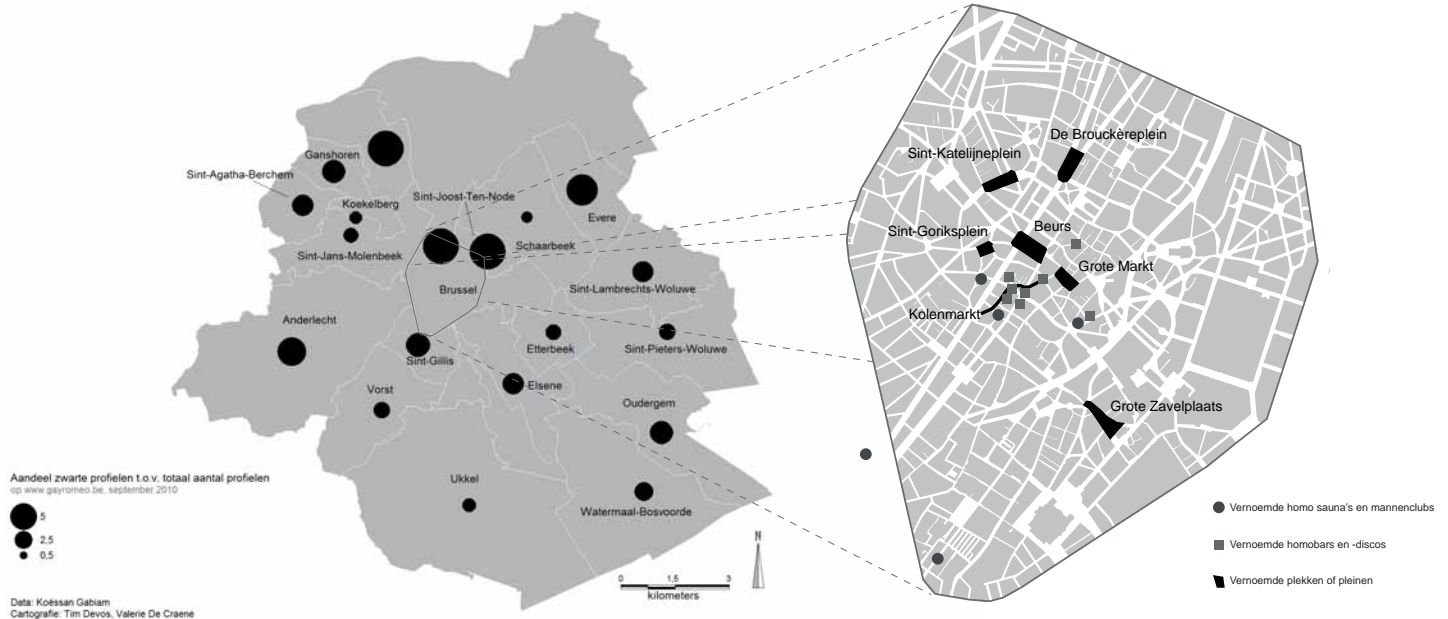 Ganshoren
Sint-Agatha-Berchem
Koekelberg
Sint-Joost-Ten-Node
Evere
Schaarbeek
Sint-Jans-Molenbeek
Brussel
Sint-Lambrechts-Woluwe
Anderlecht
Etterbeek
Sint-Pieters-Woluwe
Sint-Gillis
Elsene
Vorst
Oudergem
Ukkel
Watermaal-Bosvoorde
Aandeel zwarte profielen t.o.v. totaal aantal profielen
op www.gayromeo.be, september 2010
5
2,5
0,5
Data: Koéssan Gabiam
Cartografie: Tim Devos, Valerie De Craene
0 1,5 3
kilometers
N
De Brouckèreplein
Sint-Katelijneplein
Beurs
Sint-Goriksplein
Grote Markt
Kolenmarkt
Grote Zavelplaats
Vernoemde homo sauna's en mannenclubs
Vernoemde homobars en -discos
Vernoemde plekken of pleinen